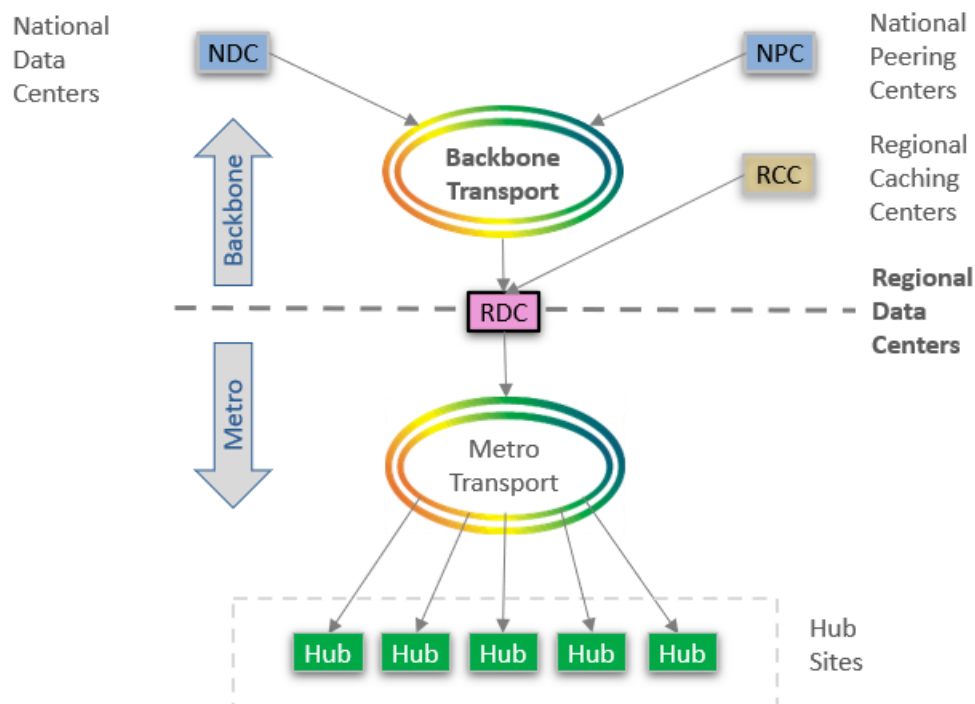 National
Data
Centers
NDC
NPC
National
Peering
Centers
Backbone
Transport
RCC
Regional
Caching
Centers
Backbone
RDC
Regional
Data
Centers
Metro
Metro
Transport
Hub
Hub
Hub
Hub
Hub
Hub
Sites